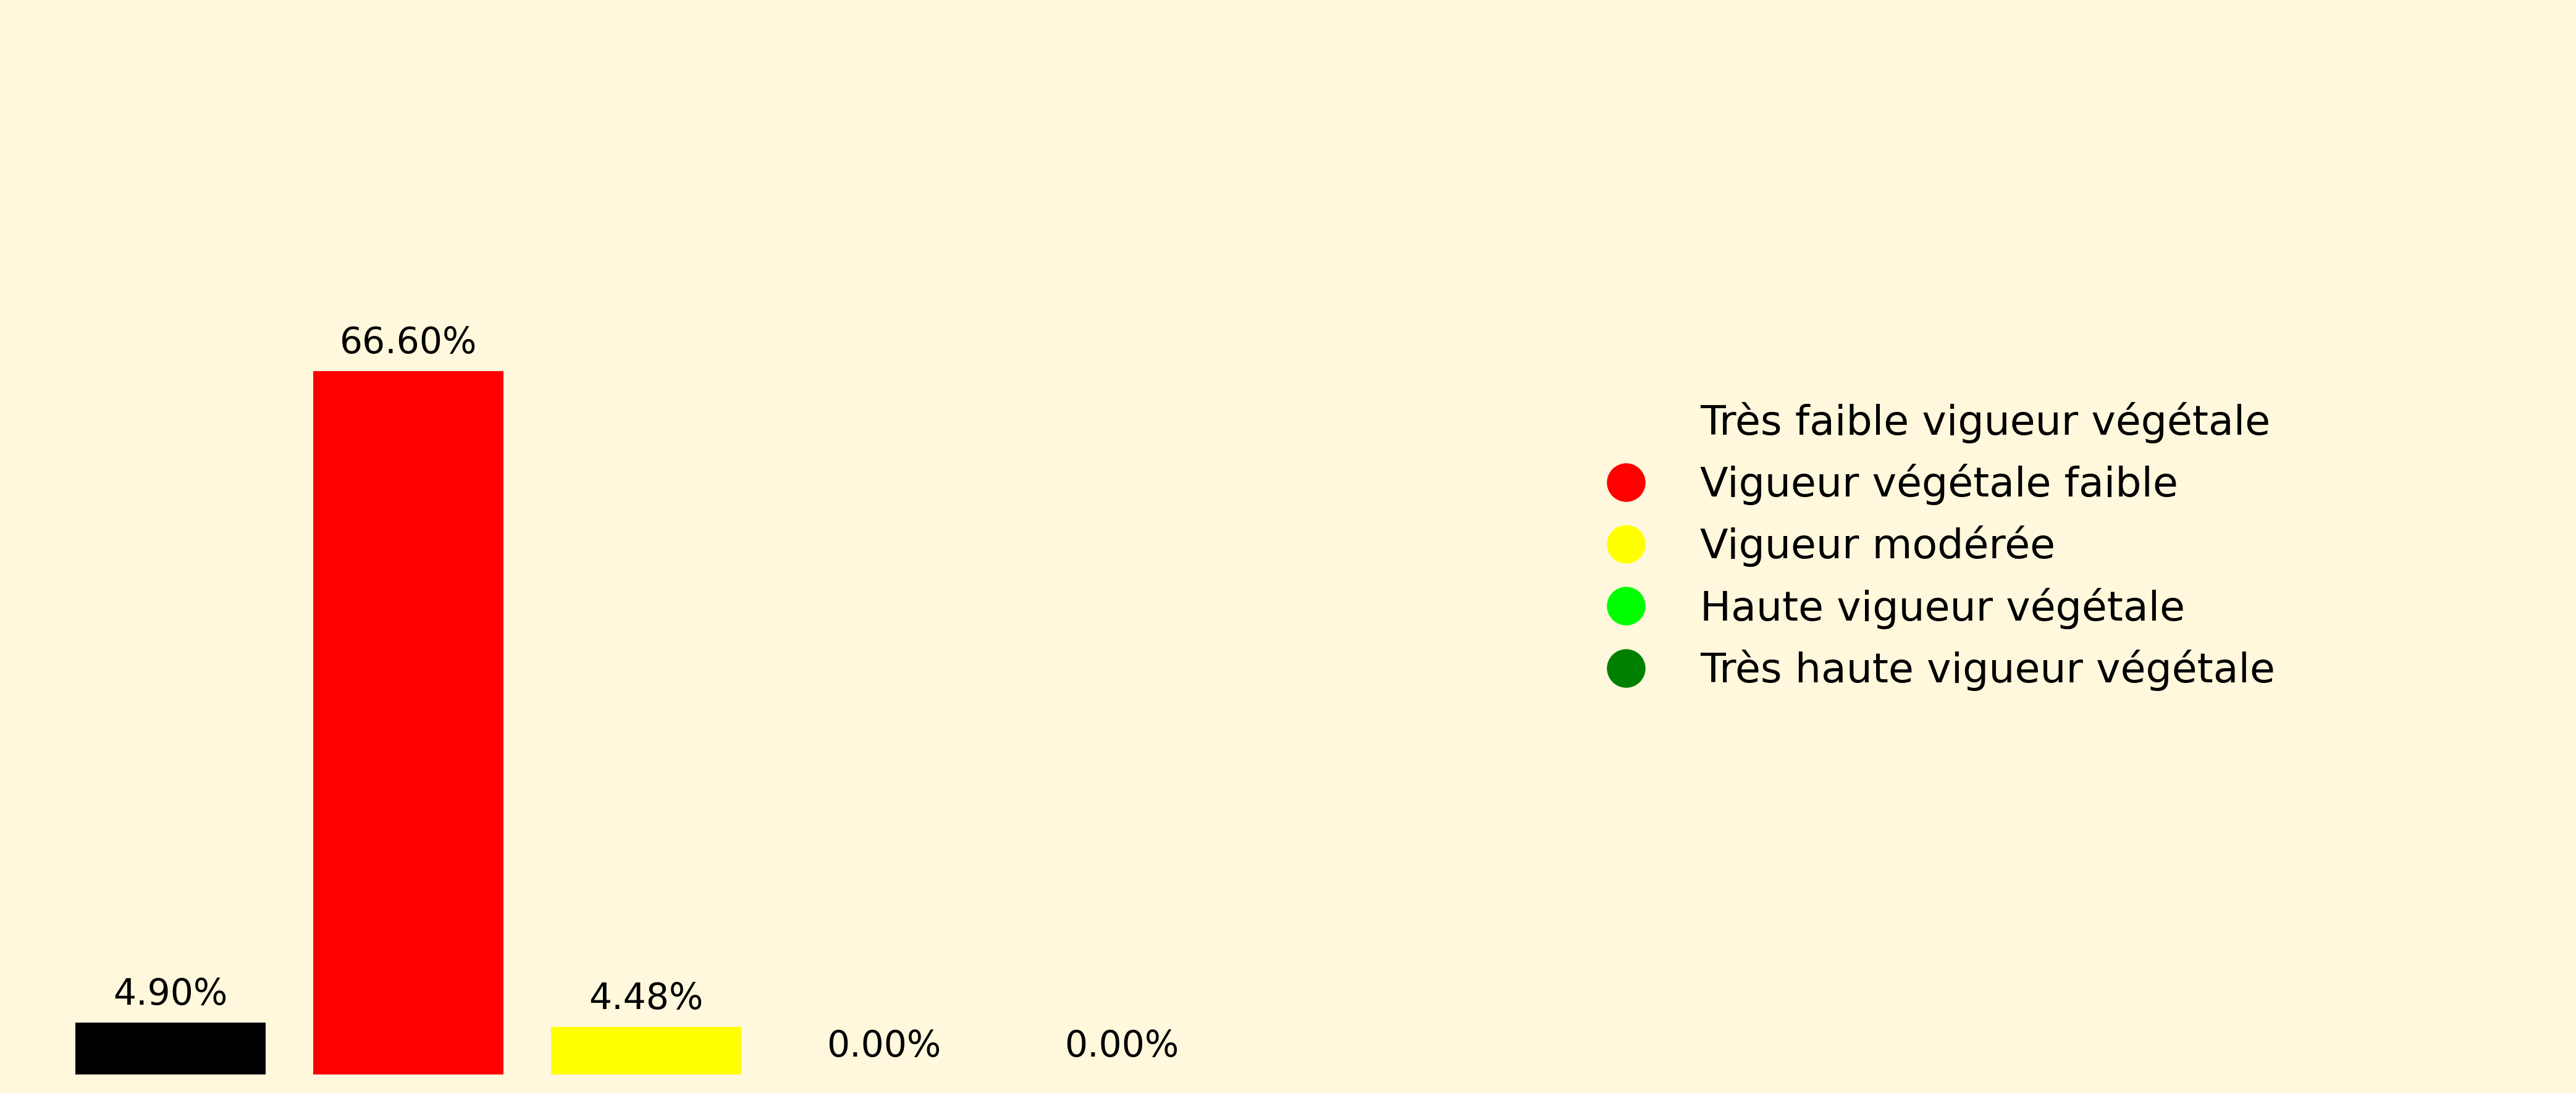 66.60%
4.90%
4.48%
0.00%
0.00%
Très faible vigueur végétale
Vigueur végétale faible
Vigueur modérée
Haute vigueur végétale
Très haute vigueur végétale